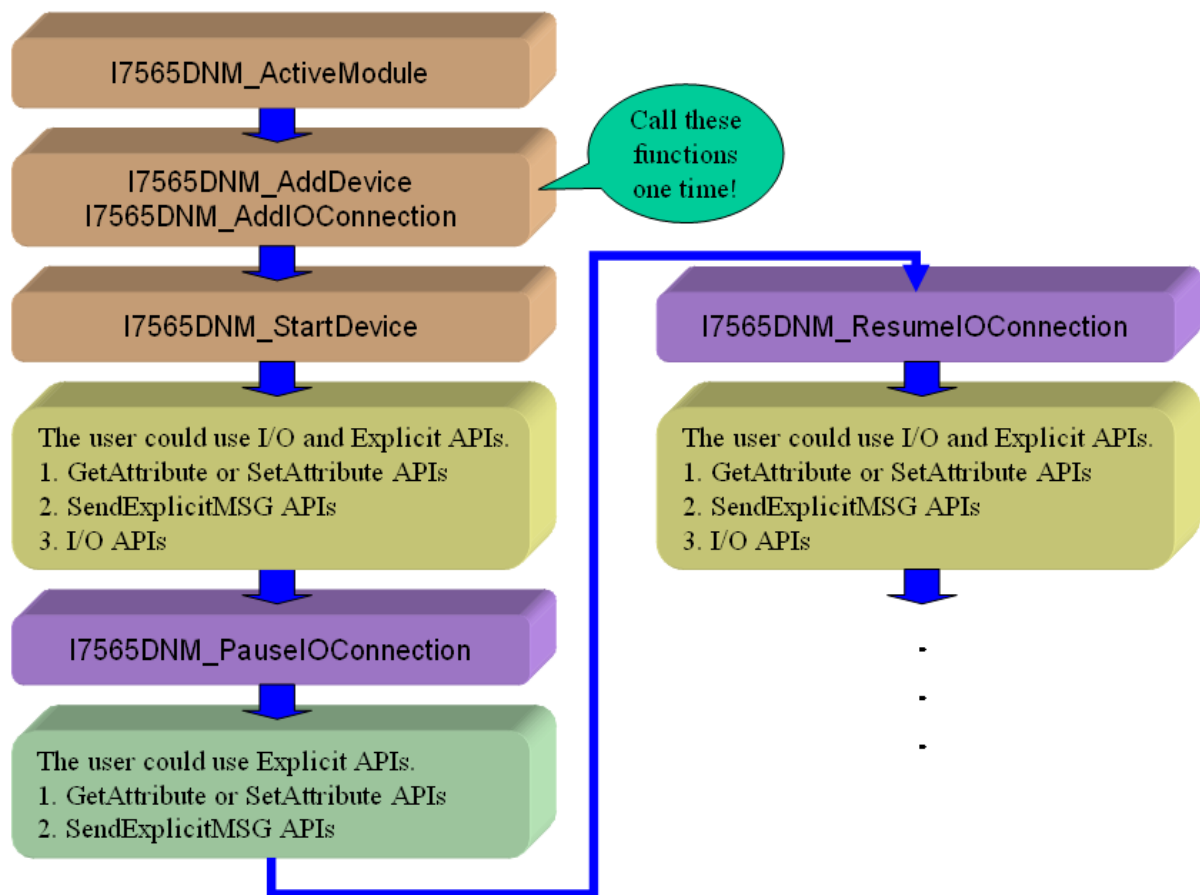 I7565DNM_ActiveModule
I7565DNM_AddDevice
I7565DNM_AddIOConnection
Call these
functions
one time!
I7565DNM_StartDevice
The user could use I/O and Explicit APIs.
1. GetAttribute or SetAttribute APIs
2. SendExplicitMSG APIs
3. I/O APIs
I7565DNM_PauseIOConnection
The user could use Explicit APIs.
1. GetAttribute or SetAttribute APIs
2. SendExplicitMSG APIs
I7565DNM_ResumeIOConnection
The user could use I/O and Explicit APIs.
1. GetAttribute or SetAttribute APIs
2. SendExplicitMSG APIs
3. I/O APIs
.
.
.